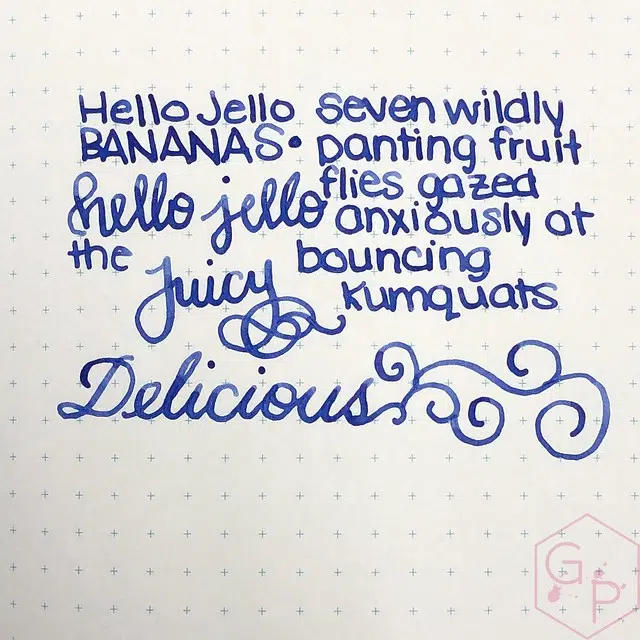 Hello Jello seven wildly
BANANAS• panting fruit
hello jello flies gazed
anxiously at
the juicy bouncing
kumquats
Delicious
GP